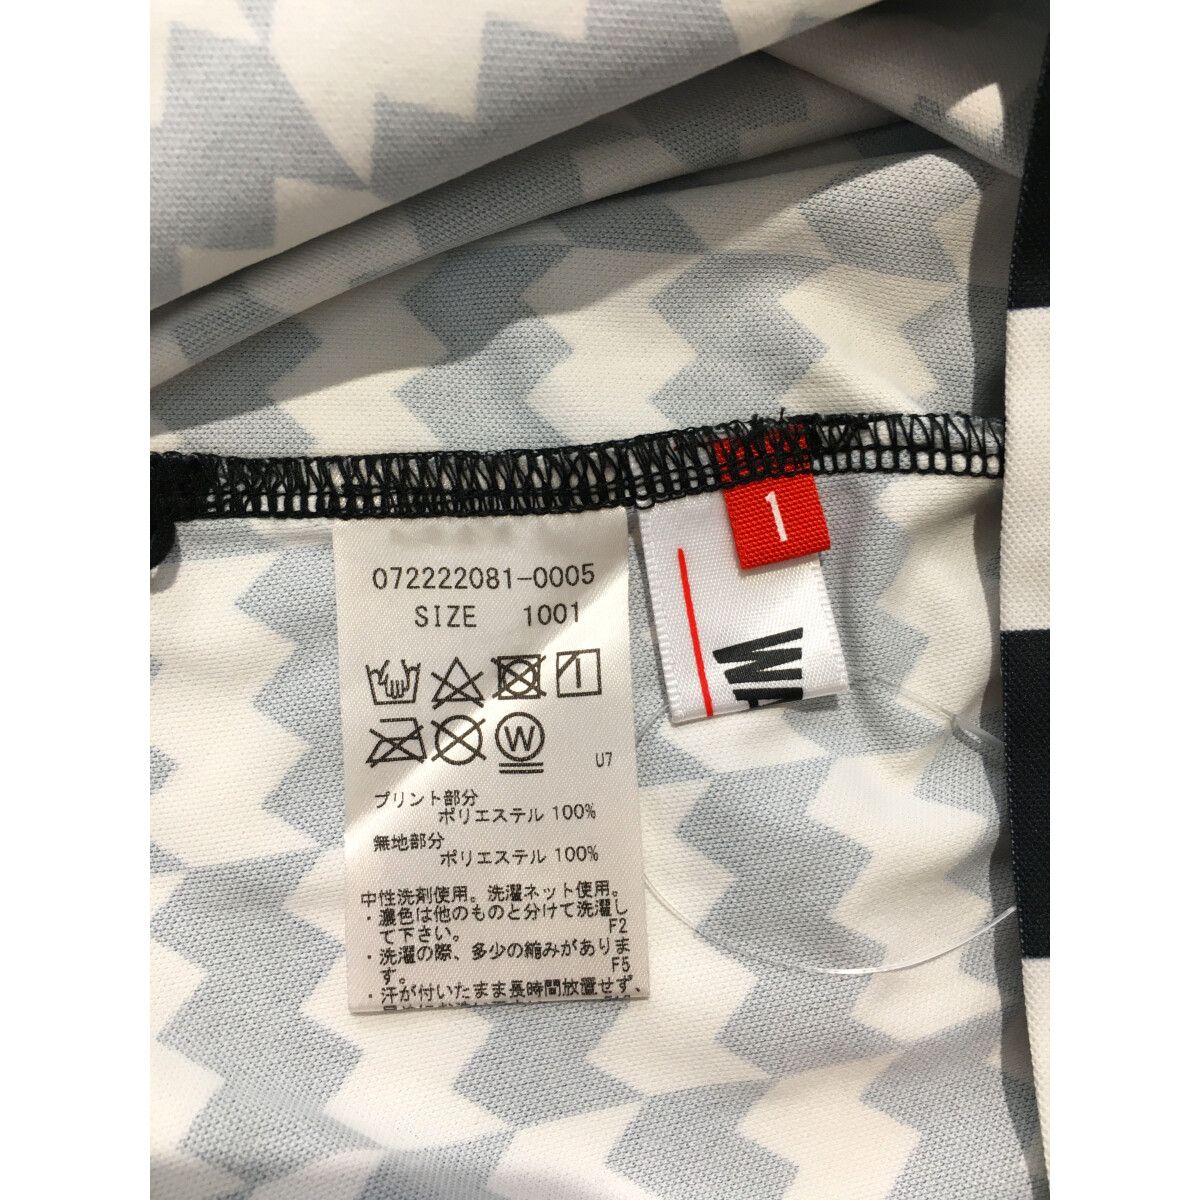 072222081-0005
SIZE 1001
W
U7
プリント部分
ポリエステル 100%
無地部分
ポリエステル 100%
中性洗剤使用。洗濯ネット使用。
・濃色は他のものと分けて洗濯し
て下さい。 F2
・洗濯の際、多少の縮みがありま
す。 F5
・汗が付いたまま長時間放置せず、
1
WA